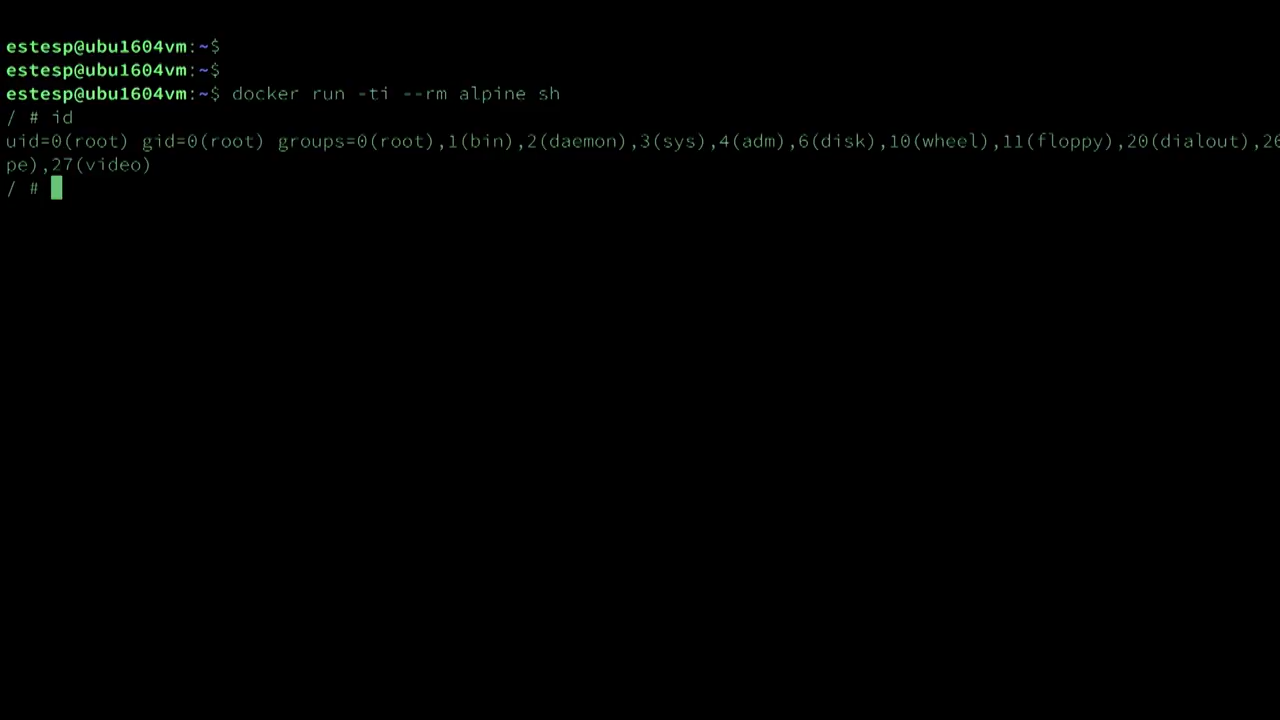 estesp@ubu1604vm:~$
estesp@ubu1604vm:~$
estesp@ubu1604vm:~$ docker run -ti --rm alpine sh
/ # id
uid=0(root) gid=0(root) groups=0(root),1(bin),2(daemon),3(sys),4(adm),6(disk),10(wheel),11(floppy),20(dialout),26
pe),27(video)
/ #